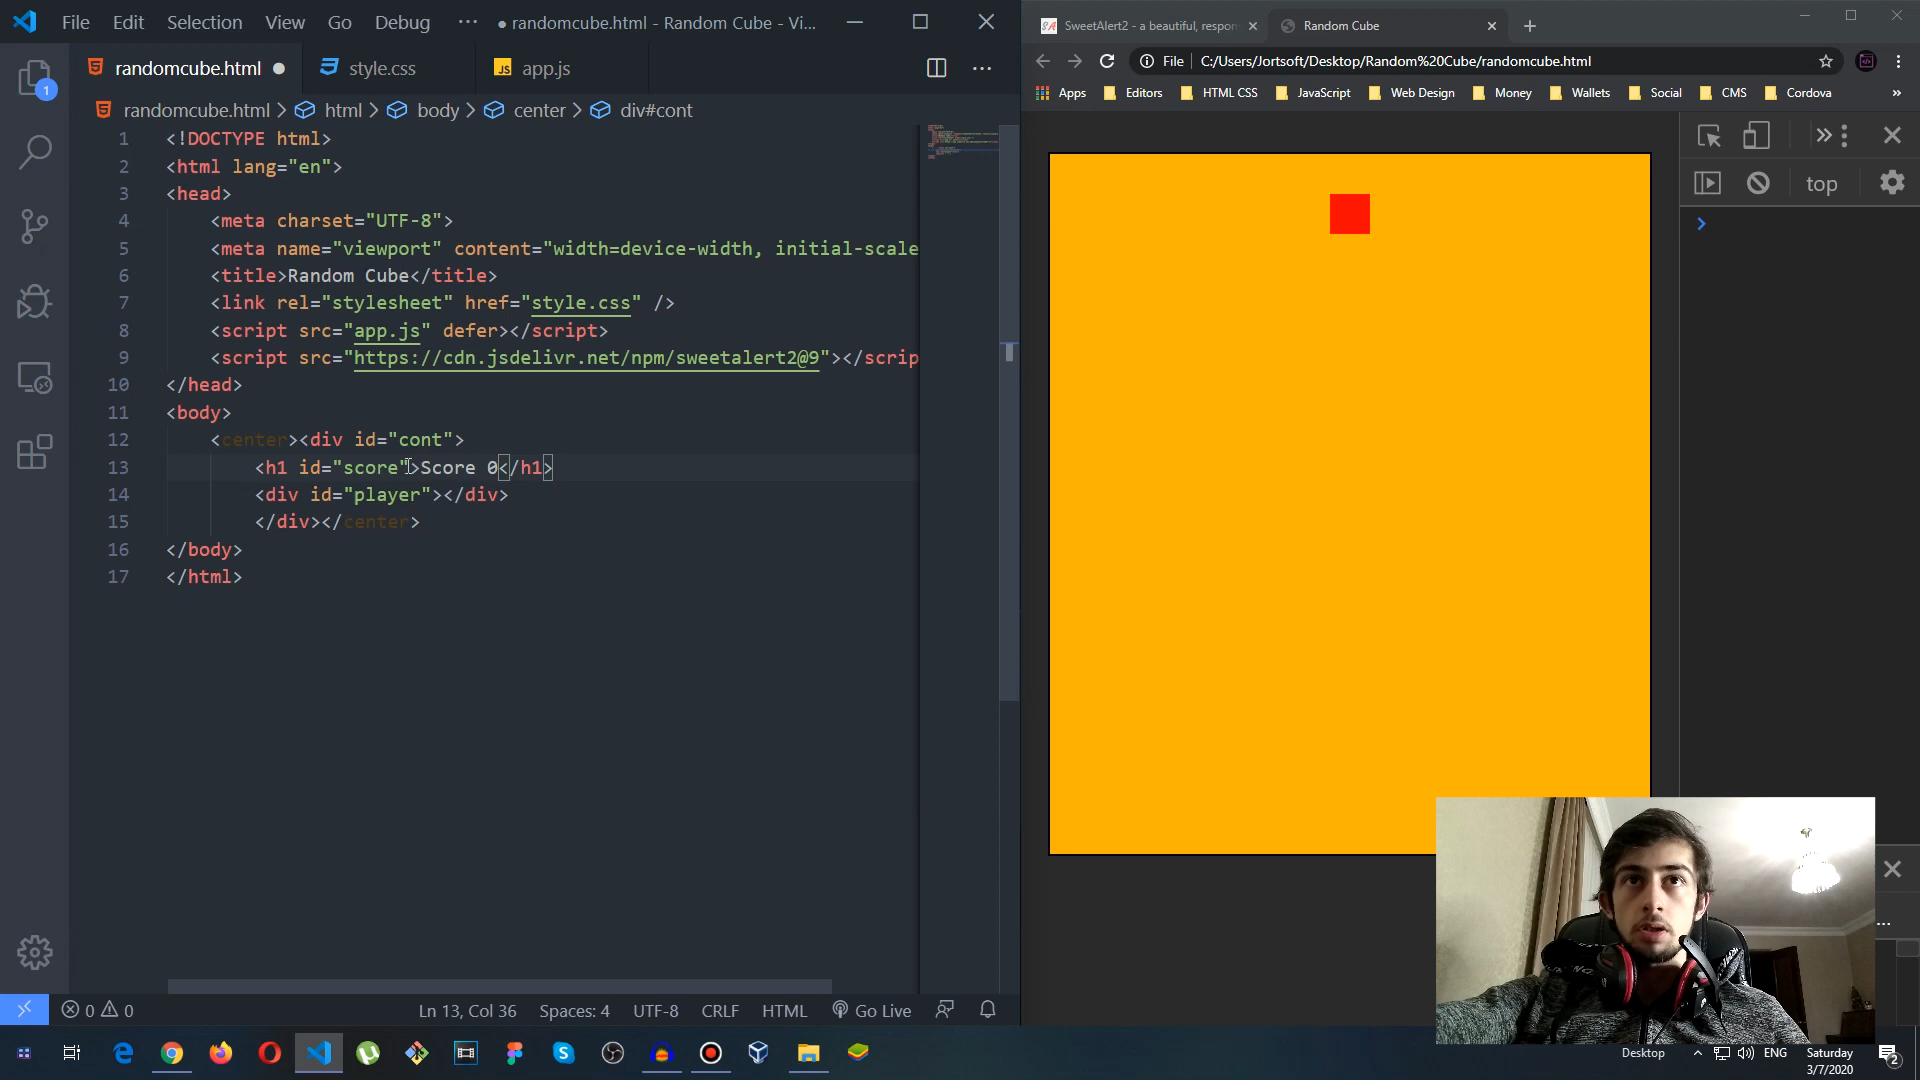 File Edit Selection View Go Debug ··· ● randomcube.html - Random Cube - Vi...
randomcube.html ● style.css JS app.js
randomcube.html > html > body > center > div#cont
1 <!DOCTYPE html>
2 <html lang="en">
3 <head>
4 <meta charset="UTF-8">
5 <meta name="viewport" content="width=device-width, initial-scale
6 <title>Random Cube</title>
7 <link rel="stylesheet" href="style.css" />
8 <script src="app.js" defer></script>
9 <script src="https://cdn.jsdelivr.net/npm/sweetalert2@9"></scrip
10 </head>
11 <body>
12 <center><div id="cont">
13 <h1 id="score">Score 0</h1>
14 <div id="player"></div>
15 </div></center>
16 </body>
17 </html>
1
0 0 Ln 13, Col 36 Spaces: 4 UTF-8 CRLF HTML Go Live
SA SweetAlert2 - a beautiful, respon Random Cube
File C:/Users/Jortsoft/Desktop/Random%20Cube/randomcube.html
Apps Editors HTML CSS JavaScript Web Design Money Wallets Social CMS Cordova »
top
Desktop ENG Saturday
3/7/2020
2